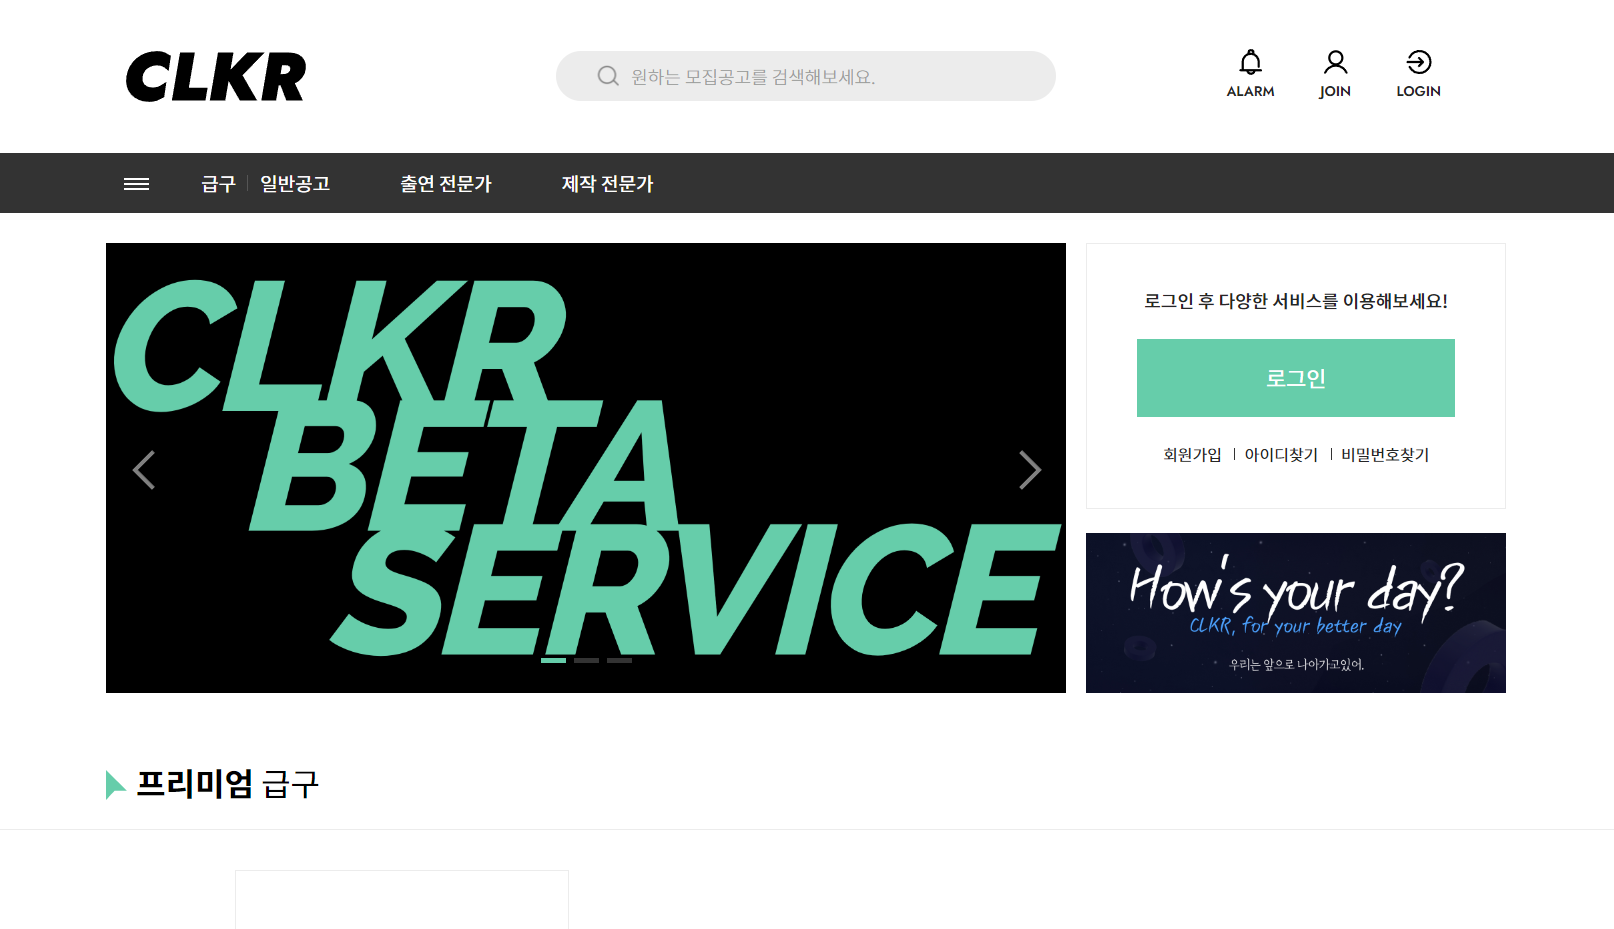 CLKR
원하는 모집공고를 검색해보세요.
ALARM
JOIN
LOGIN
급구
일반공고
출연 전문가
제작 전문가
CLKR
BETA
SERVICE
로그인 후 다양한 서비스를 이용해보세요!
로그인
회원가입
아이디찾기
비밀번호찾기
How's your day?
CLKR, for your better day
우리는 앞으로 나아가고있어.
프리미엄 급구